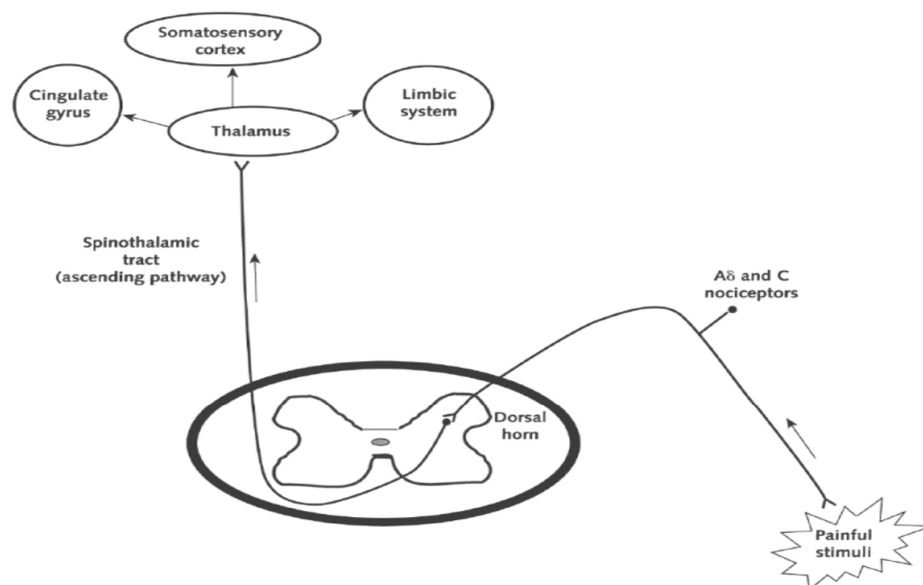 Somatosensory
cortex
Cingulate
gyrus
Limbic
system
Thalamus
Spinothalamic
tract
(ascending pathway)
Aδ and C
nociceptors
Dorsal
horn
Painful
stimuli